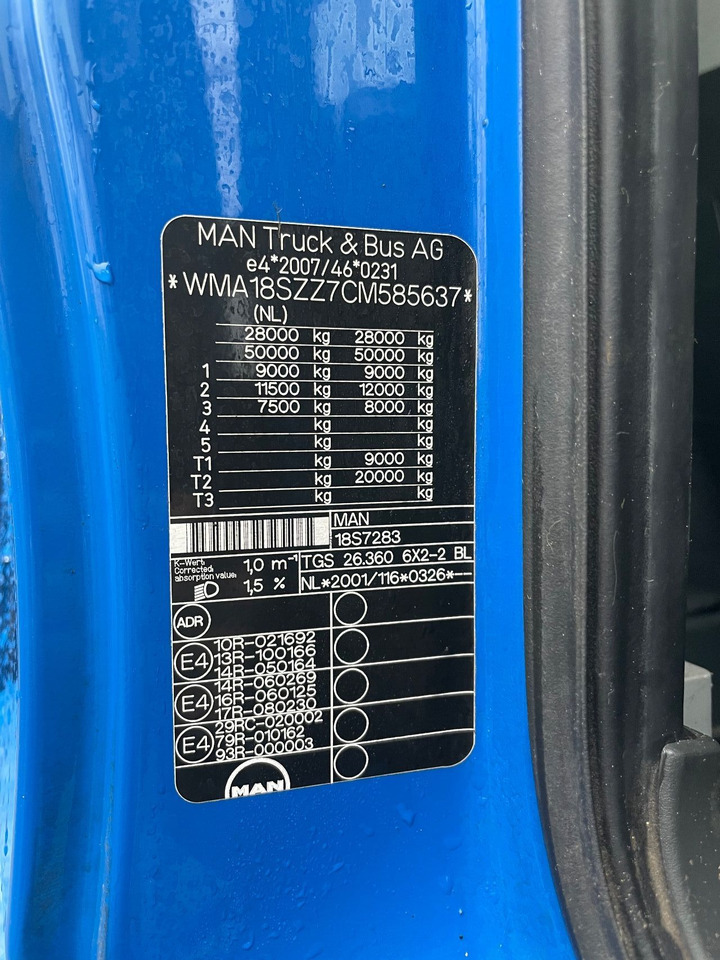 MAN Truck & Bus AG
e4*2007/46*0231
*WMA18SZZ7CM585637*
(NL)
28000 kg 28000 kg
50000 kg 50000 kg
1 9000 kg 9000 kg
2 11500 kg 12000 kg
3 7500 kg 8000 kg
4 kg kg
5 kg kg
T1 kg 9000 kg
T2 kg 20000 kg
T3 kg kg
MAN
18S7283
K-Wert: Corrected absorption value: 1,0 m⁻¹ TGS 26.360 6X2-2 BL
1,5 % NL*2001/116*0326*--
ADR
E4 10R-021692
13R-100166
14R-050164
E4 14R-060269
16R-060125
17R-080230
E4 29RC-020002
79R-010162
93R-000003
MAN